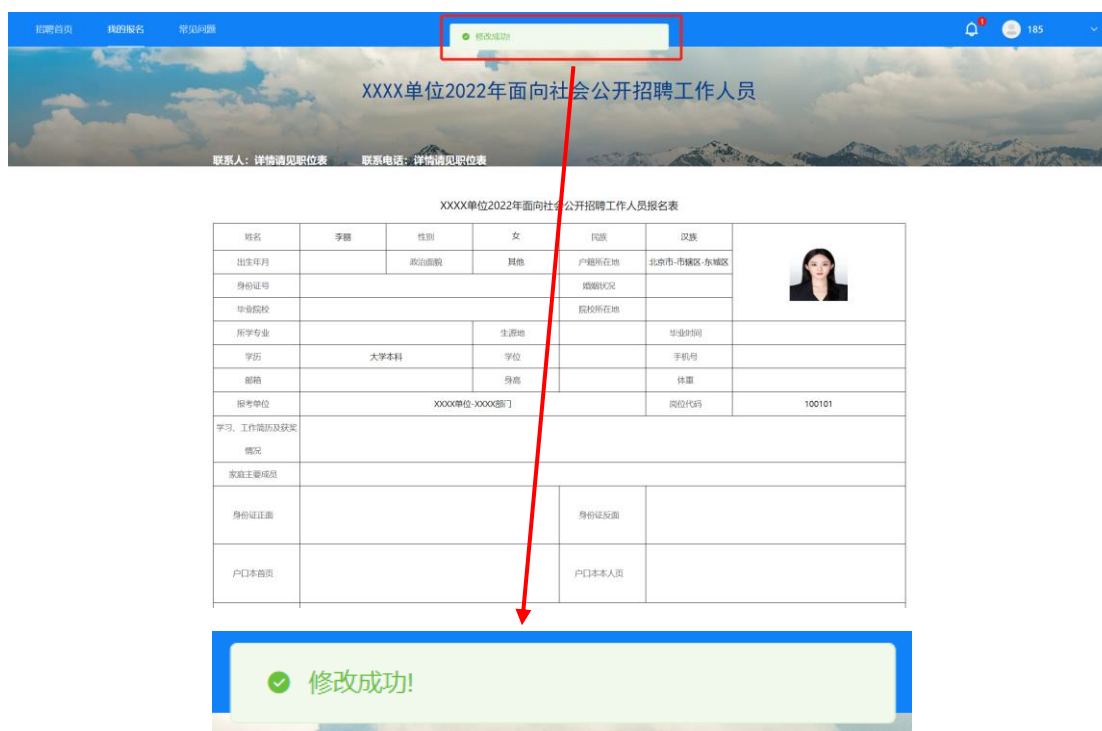 招聘首页 我的报名 常见问题 修改成功! 1 185
XXXX单位2022年面向社会公开招聘工作人员
联系人：详情请见职位表 联系电话：详情请见职位表
XXXX单位2022年面向社会公开招聘工作人员报名表
姓名 李丽 性别 女 民族 汉族
出生年月 政治面貌 其他 户籍所在地 北京市-市辖区-东城区
身份证号 婚姻状况
毕业院校 院校所在地
所学专业 生源地 毕业时间
学历 大学本科 学位 手机号
邮箱 身高 体重
报考单位 XXXX单位-XXXX部门 岗位代码 100101
学习、工作简历及获奖
情况
家庭主要成员
身份证正面 身份证反面
户口本首页 户口本本人页
修改成功!